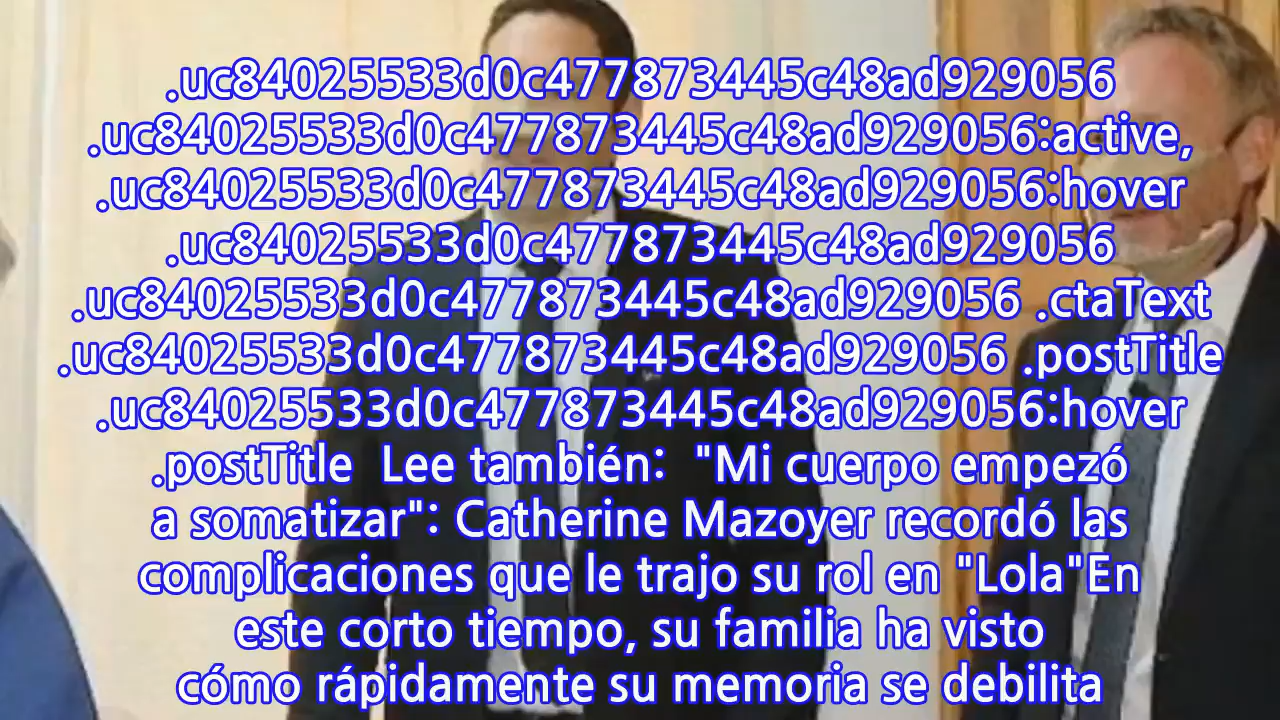 .uc84025533d0c477873445c48ad929056
.uc84025533d0c477873445c48ad929056:active,
.uc84025533d0c477873445c48ad929056:hover
.uc84025533d0c477873445c48ad929056
.uc84025533d0c477873445c48ad929056 .ctaText
.uc84025533d0c477873445c48ad929056 .postTitle
.uc84025533d0c477873445c48ad929056:hover
.postTitle  Lee también:  "Mi cuerpo empezó
a somatizar": Catherine Mazoyer recordó las
complicaciones que le trajo su rol en "Lola"En
este corto tiempo, su familia ha visto
cómo rápidamente su memoria se debilita